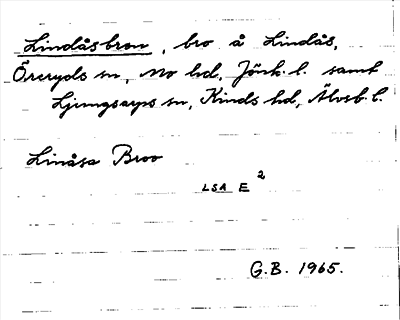 Lindåsbron, bro å Lindås,
Öreryds sn, Mo hd, Jönk. l. samt
Ljungsarps sn, Kinds hd, Älvsb. l.
Linåsa Broo
LSA E 2
G.B. 1965.